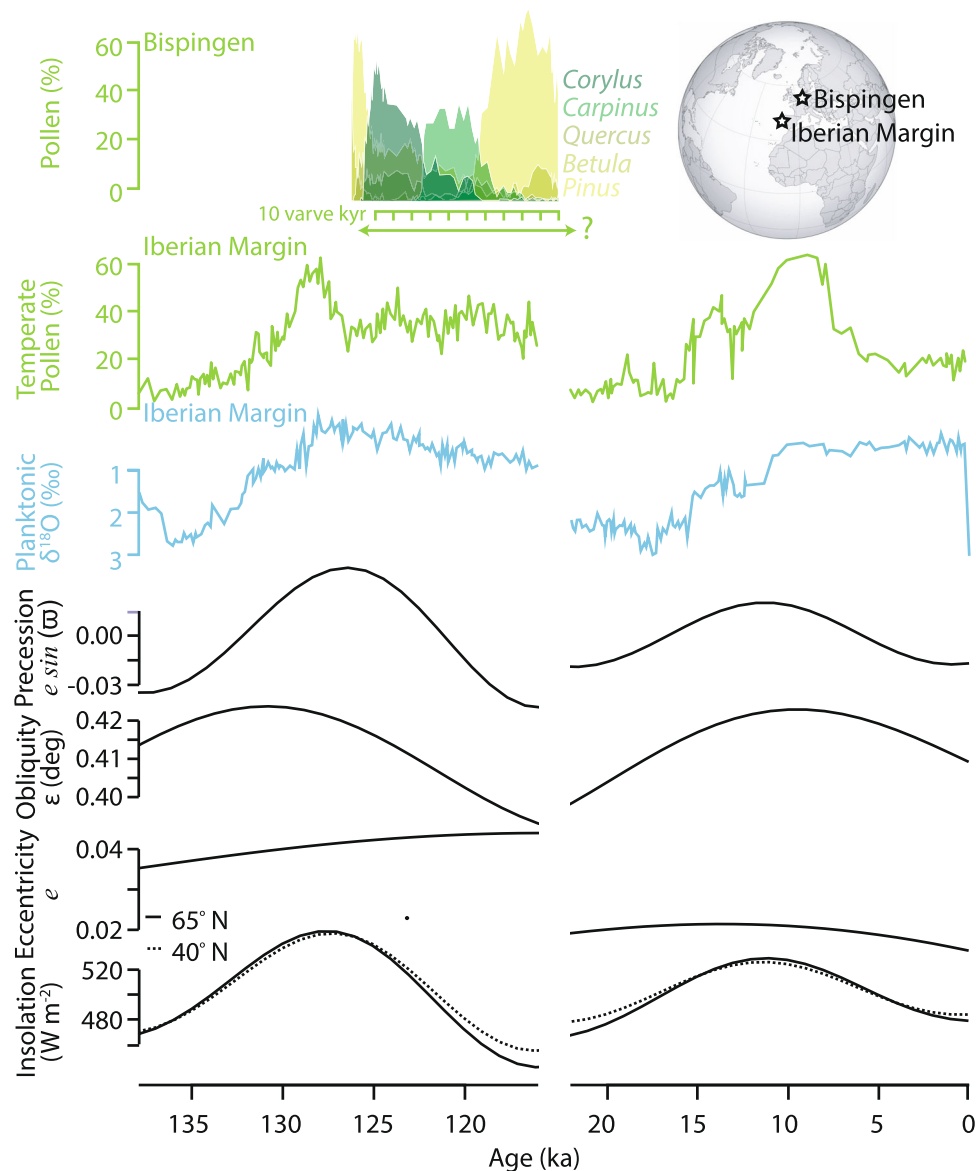 Bispingen
Pollen (%)
60
40
20
0
Corylus
Carpinus
Quercus
Betula
Pinus
10 varve kyr
?
Bispingen
Iberian Margin
Iberian Margin
Temperate
Pollen (%)
60
40
20
0
Iberian Margin
Planktonic
δ¹⁸O (‰)
1
2
3
Precession
e sin (ϖ)
0.00
-0.03
Obliquity
ε (deg)
0.42
0.41
0.40
Eccentricity
e
0.04
0.02
65° N
40° N
Insolation
(W m⁻²)
520
480
135 130 125 120 20 15 10 5 0
Age (ka)